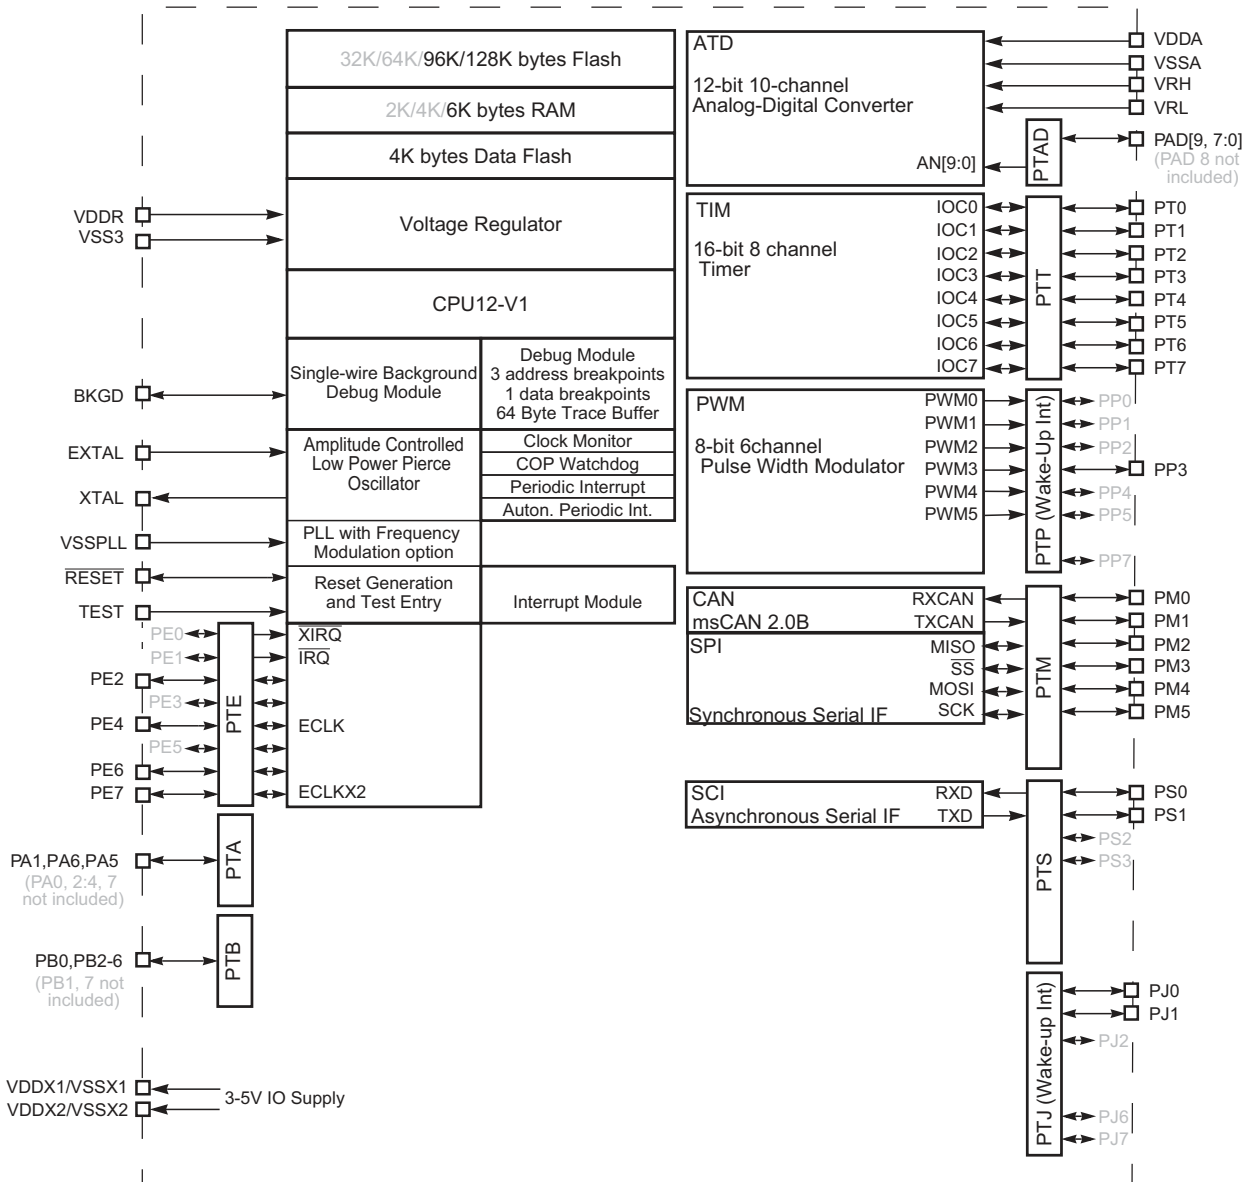 32K/64K/96K/128K bytes Flash
2K/4K/6K bytes RAM
4K bytes Data Flash
VDDR
VSS3
Voltage Regulator
CPU12-V1
BKGD
Single-wire Background
Debug Module
Debug Module
3 address breakpoints
1 data breakpoints
64 Byte Trace Buffer
EXTAL
XTAL
Amplitude Controlled
Low Power Pierce
Oscillator
Clock Monitor
COP Watchdog
Periodic Interrupt
Auton. Periodic Int.
VSSPLL
PLL with Frequency
Modulation option
RESET
TEST
Reset Generation
and Test Entry
Interrupt Module
PE0
PE1
PE2
PE3
PE4
PE5
PE6
PE7
PTE
XIRQ
IRQ
ECLK
ECLKX2
PA1,PA6,PA5
(PA0, 2:4, 7
not included)
PTA
PB0,PB2-6
(PB1, 7 not
included)
PTB
VDDX1/VSSX1
VDDX2/VSSX2
3-5V IO Supply
ATD
12-bit 10-channel
Analog-Digital Converter
AN[9:0]
PTAD
VDDA
VSSA
VRH
VRL
PAD[9, 7:0]
(PAD 8 not
included)
TIM
16-bit 8 channel
Timer
IOC0
IOC1
IOC2
IOC3
IOC4
IOC5
IOC6
IOC7
PTT
PT0
PT1
PT2
PT3
PT4
PT5
PT6
PT7
PWM
8-bit 6channel
Pulse Width Modulator
PWM0
PWM1
PWM2
PWM3
PWM4
PWM5
PTP (Wake-Up Int)
PP0
PP1
PP2
PP3
PP4
PP5
PP7
CAN
msCAN 2.0B
RXCAN
TXCAN
SPI
Synchronous Serial IF
MISO
SS
MOSI
SCK
PTM
PM0
PM1
PM2
PM3
PM4
PM5
SCI
Asynchronous Serial IF
RXD
TXD
PTS
PS0
PS1
PS2
PS3
PTJ (Wake-up Int)
PJ0
PJ1
PJ2
PJ6
PJ7